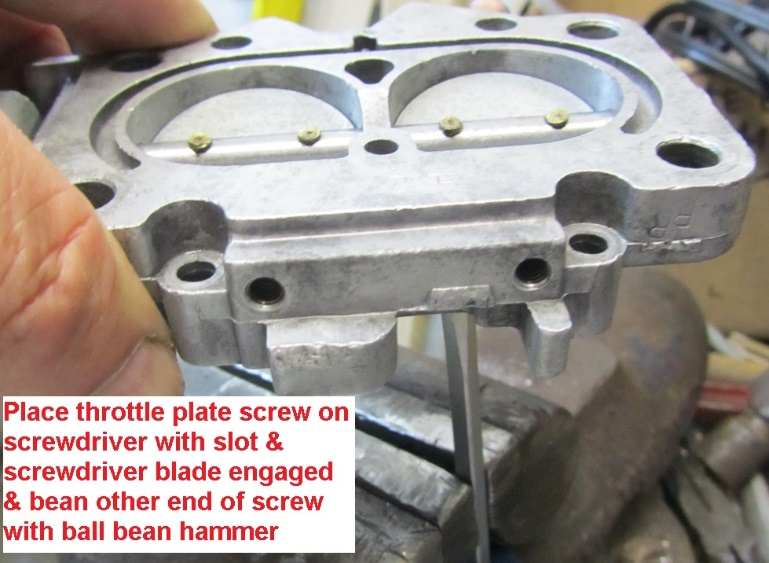 Place throttle plate screw on
screwdriver with slot &
screwdriver blade engaged
& bean other end of screw
with ball bean hammer